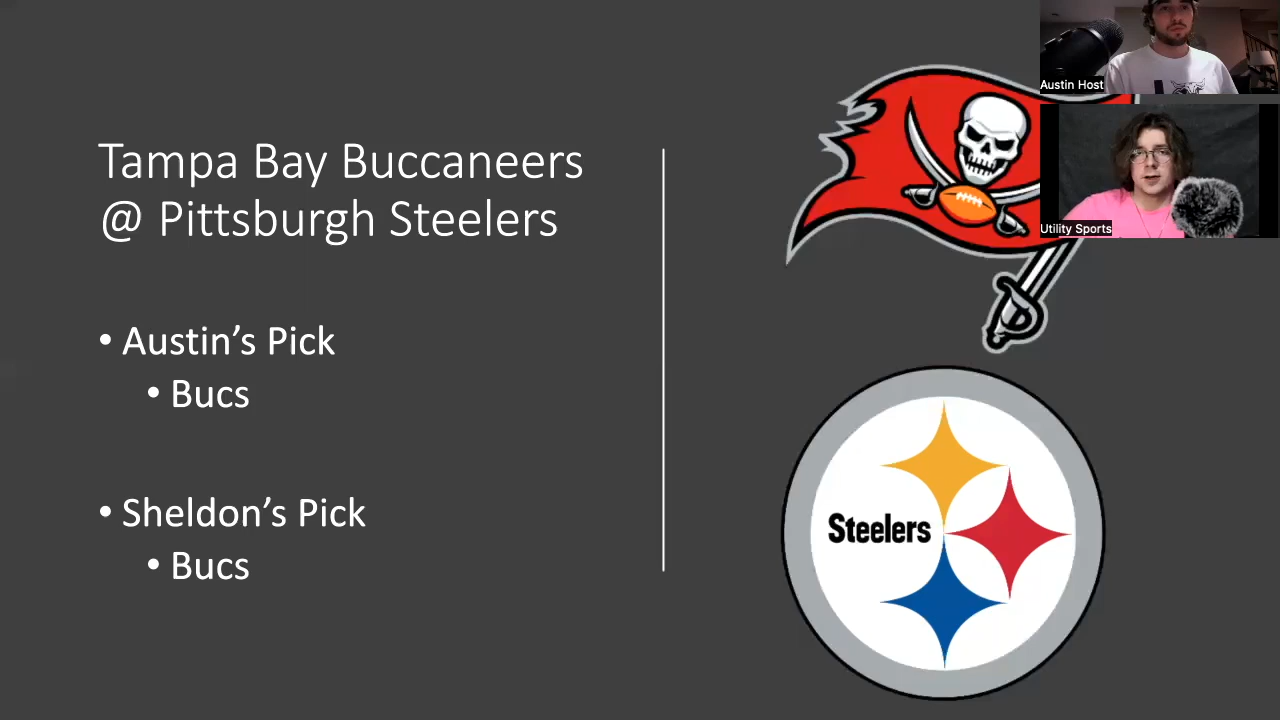 Tampa Bay Buccaneers
@ Pittsburgh Steelers
• Austin’s Pick
• Bucs
• Sheldon’s Pick
• Bucs
Austin Host
Utility Sports
Steelers